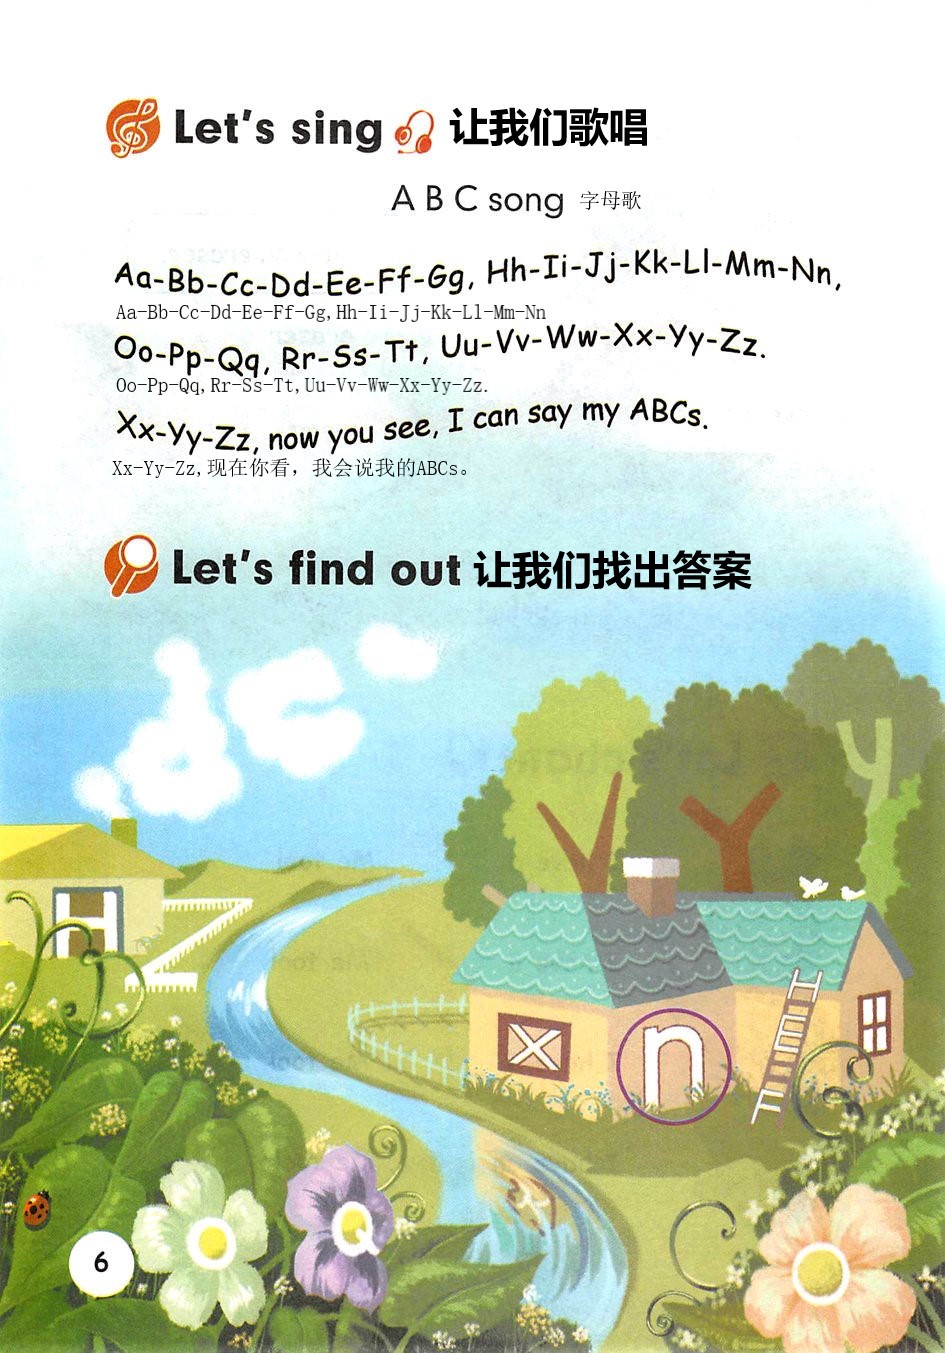 Let's sing 让我们歌唱
A B C song 字母歌
Aa-Bb-Cc-Dd-Ee-Ff-Gg, Hh-Ii-Jj-Kk-Ll-Mm-Nn,
Aa-Bb-Cc-Dd-Ee-Ff-Gg,Hh-Ii-Jj-Kk-Ll-Mm-Nn
Oo-Pp-Qq, Rr-Ss-Tt, Uu-Vv-Ww-Xx-Yy-Zz.
Oo-Pp-Qq,Rr-Ss-Tt,Uu-Vv-Ww-Xx-Yy-Zz.
Xx-Yy-Zz, now you see, I can say my ABCs.
Xx-Yy-Zz,现在你看，我会说我的ABCs。
Let's find out 让我们找出答案
n
6